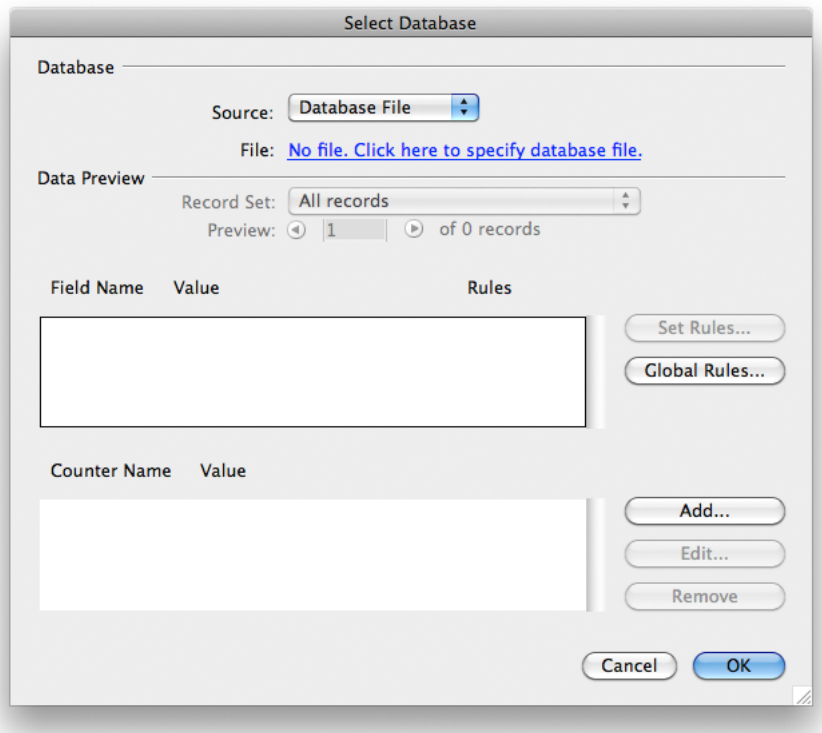 Select Database
Database
Source: Database File
File: No file. Click here to specify database file.
Data Preview
Record Set: All records
Preview: 1 of 0 records
Field Name Value Rules
Set Rules...
Global Rules...
Counter Name Value
Add...
Edit...
Remove
Cancel OK